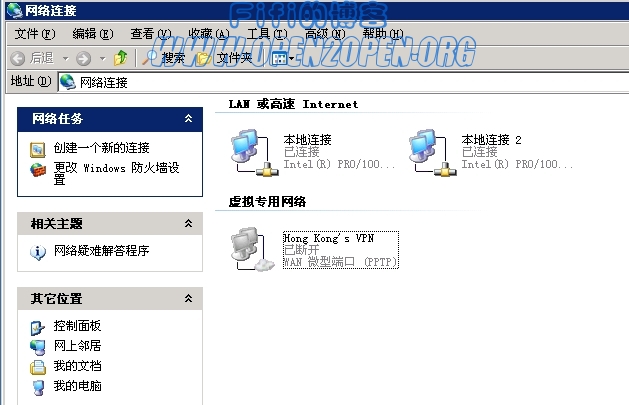 网络连接
Fifi的博客
文件(F) 编辑(E) 查看(V) 收藏(A) 工具(T) 高级(N) 帮助(H)
WWW.OPEN2OPEN.ORG
后退 搜索 文件夹
地址(D) 网络连接
网络任务
创建一个新的连接
更改 Windows 防火墙设
置
相关主题
网络疑难解答程序
其它位置
控制面板
网上邻居
我的文档
我的电脑
LAN 或高速 Internet
本地连接
已连接
Intel(R) PRO/100...
本地连接 2
已连接
Intel(R) PRO/100...
虚拟专用网络
Hong Kong's VPN
已断开
WAN 微型端口 (PPTP)